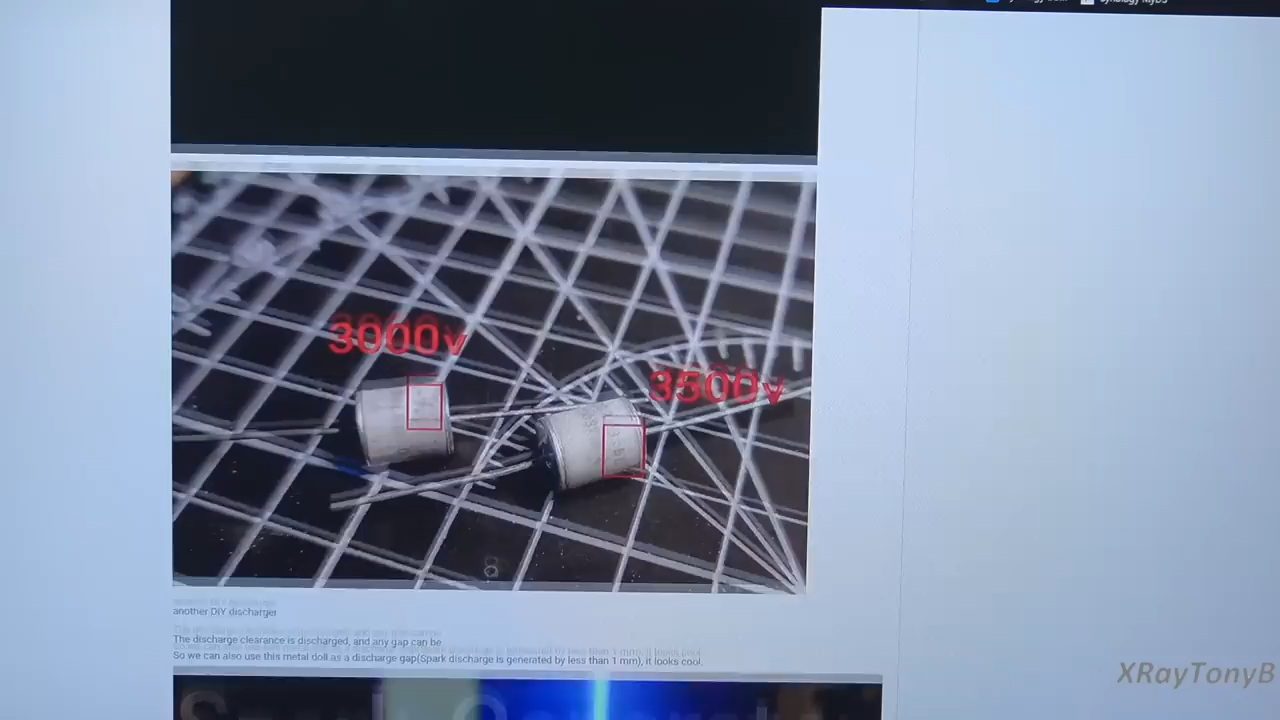 3000v
3500v
8
another DIY discharger
The discharge clearance is discharged, and any gap can be
So we can also use this metal doll as a discharge gap(Spark discharge is generated by less than 1 mm), it looks cool.
XRayTonyB